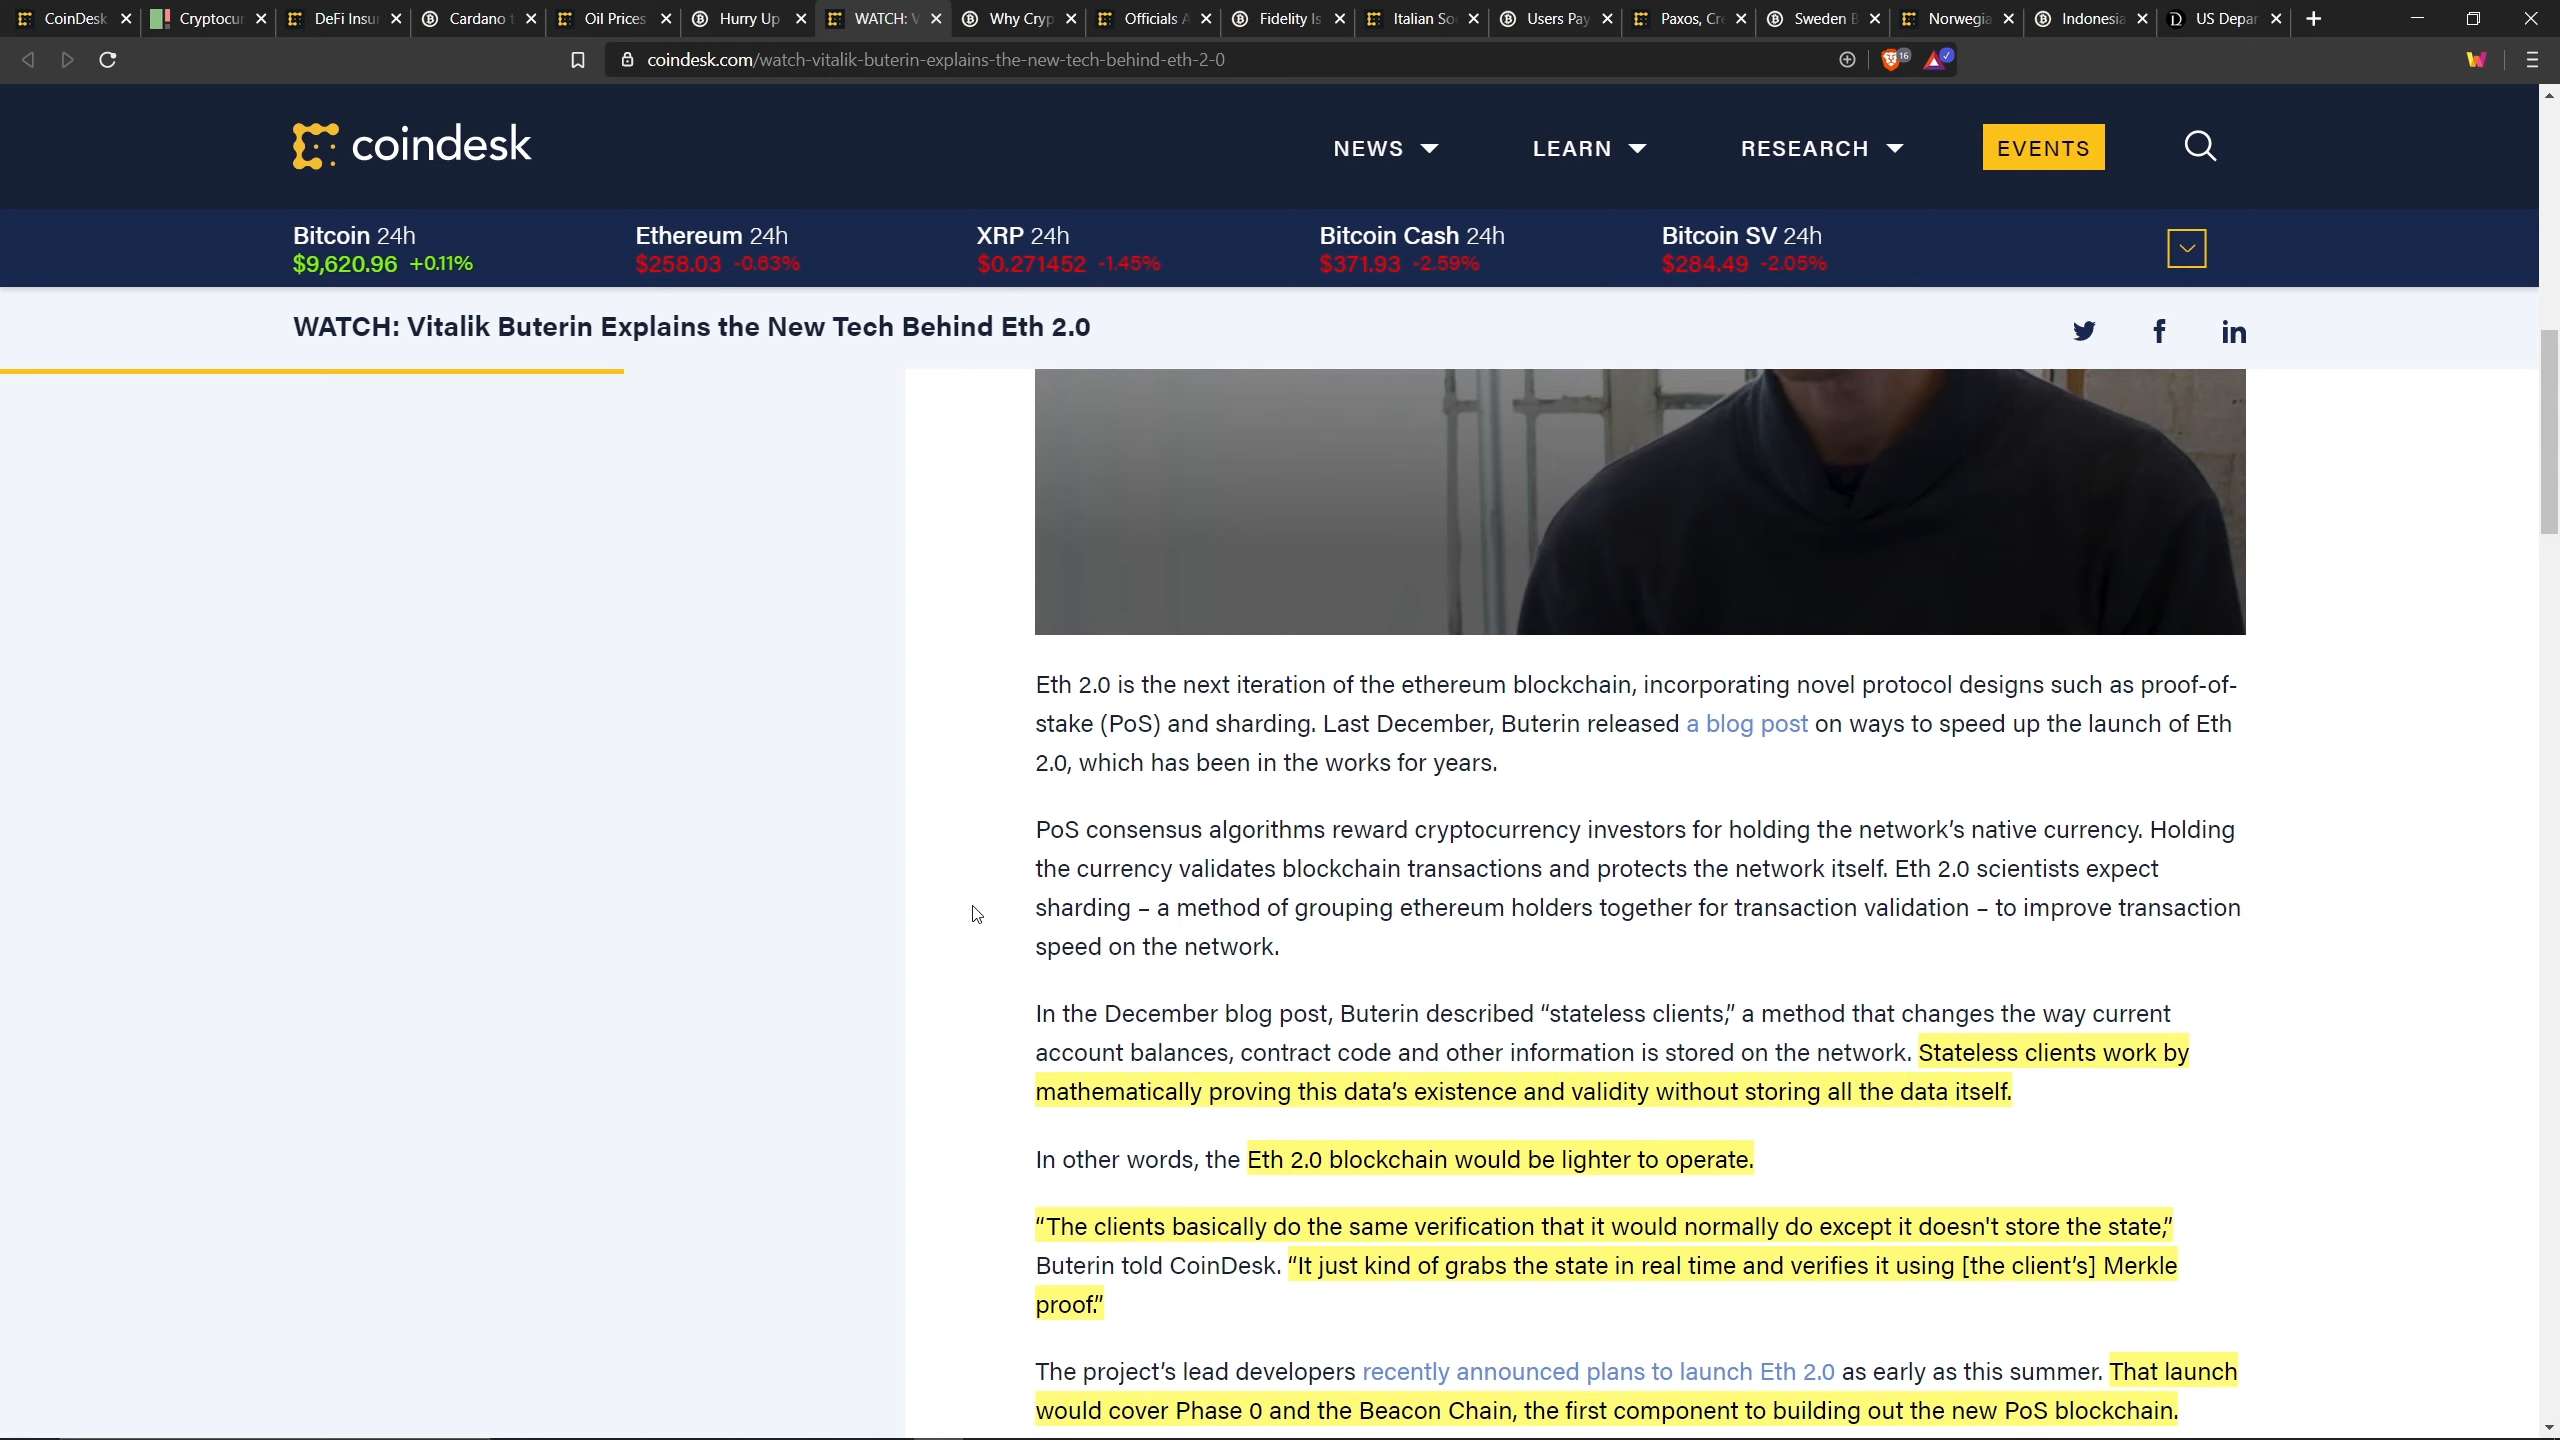 CoinDesk
Cryptocur
DeFi Insu
Cardano t
Oil Prices
Hurry Up
WATCH: V
Why Cryp
Officials A
Fidelity Is
Italian So
Users Pay
Paxos, Cr
Sweden B
Norwegia
Indonesia
US Depar
coindesk.com/watch-vitalik-buterin-explains-the-new-tech-behind-eth-2-0
16
coindesk
NEWS
LEARN
RESEARCH
EVENTS
Bitcoin 24h
$9,620.96 +0.11%
Ethereum 24h
$258.03 -0.63%
XRP 24h
$0.271452 -1.45%
Bitcoin Cash 24h
$371.93 -2.59%
Bitcoin SV 24h
$284.49 -2.05%
WATCH: Vitalik Buterin Explains the New Tech Behind Eth 2.0
Eth 2.0 is the next iteration of the ethereum blockchain, incorporating novel protocol designs such as proof-of-
stake (PoS) and sharding. Last December, Buterin released a blog post on ways to speed up the launch of Eth
2.0, which has been in the works for years.
PoS consensus algorithms reward cryptocurrency investors for holding the network’s native currency. Holding
the currency validates blockchain transactions and protects the network itself. Eth 2.0 scientists expect
sharding – a method of grouping ethereum holders together for transaction validation – to improve transaction
speed on the network.
In the December blog post, Buterin described “stateless clients,” a method that changes the way current
account balances, contract code and other information is stored on the network. Stateless clients work by
mathematically proving this data’s existence and validity without storing all the data itself.
In other words, the Eth 2.0 blockchain would be lighter to operate.
“The clients basically do the same verification that it would normally do except it doesn't store the state,”
Buterin told CoinDesk. “It just kind of grabs the state in real time and verifies it using [the client’s] Merkle
proof.”
The project’s lead developers recently announced plans to launch Eth 2.0 as early as this summer. That launch
would cover Phase 0 and the Beacon Chain, the first component to building out the new PoS blockchain.